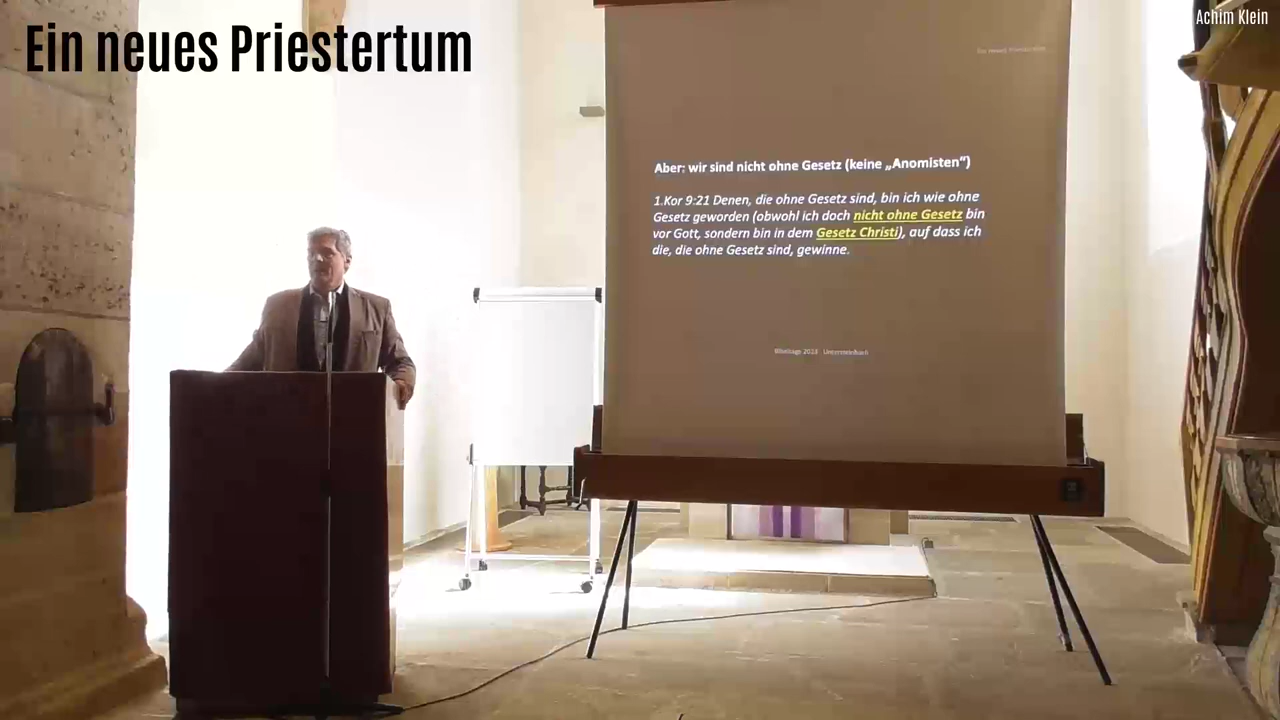 Ein neues Priestertum
Achim Klein
Aber: wir sind nicht ohne Gesetz (keine „Anomisten“)
1.Kor 9:21 Denen, die ohne Gesetz sind, bin ich wie ohne
Gesetz geworden (obwohl ich doch nicht ohne Gesetz bin
vor Gott, sondern bin in dem Gesetz Christi), auf dass ich
die, die ohne Gesetz sind, gewinne.
2023